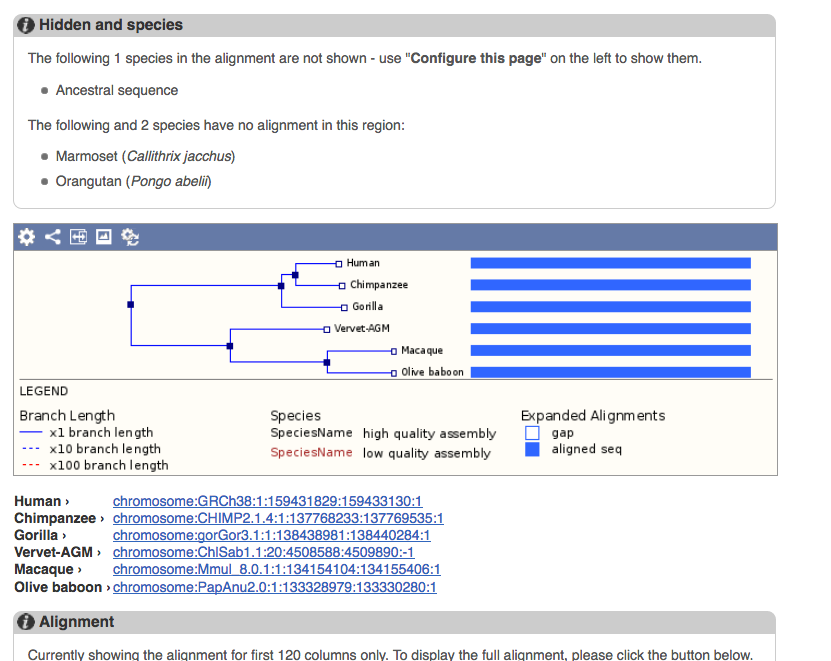 Hidden and species
The following 1 species in the alignment are not shown - use "Configure this page" on the left to show them.
Ancestral sequence
The following and 2 species have no alignment in this region:
Marmoset (Callithrix jacchus)
Orangutan (Pongo abelii)
Human
Chimpanzee
Gorilla
Vervet-AGM
Macaque
Olive baboon
LEGEND
Branch Length Species Expanded Alignments
x1 branch length SpeciesName high quality assembly gap
x10 branch length SpeciesName low quality assembly aligned seq
x100 branch length
Human › chromosome:GRCh38:1:159431829:159433130:1
Chimpanzee › chromosome:CHIMP2.1.4:1:137768233:137769535:1
Gorilla › chromosome:gorGor3.1:1:138438981:138440284:1
Vervet-AGM › chromosome:ChlSab1.1:20:4508588:4509890:-1
Macaque › chromosome:Mmul_8.0.1:1:134154104:134155406:1
Olive baboon › chromosome:PapAnu2.0:1:133328979:133330280:1
Alignment
Currently showing the alignment for first 120 columns only. To display the full alignment, please click the button below.